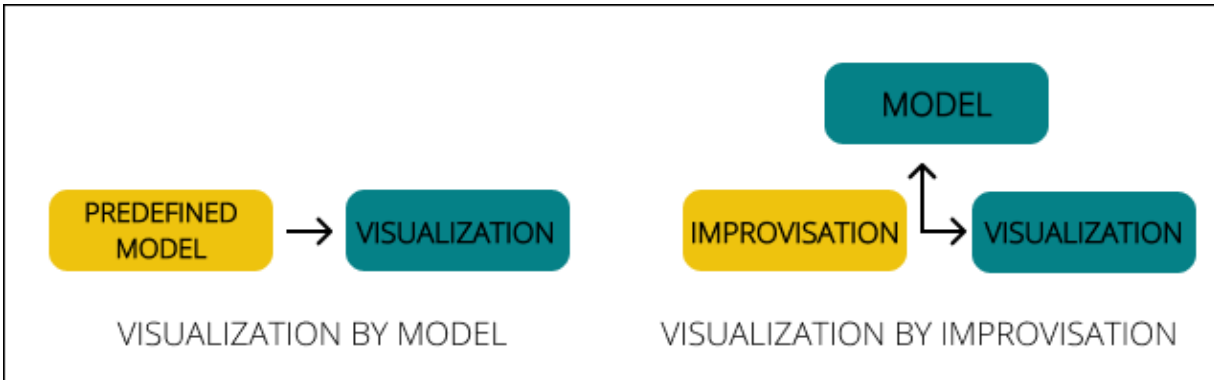 PREDEFINED
MODEL
VISUALIZATION
VISUALIZATION BY MODEL
MODEL
IMPROVISATION
VISUALIZATION
VISUALIZATION BY IMPROVISATION